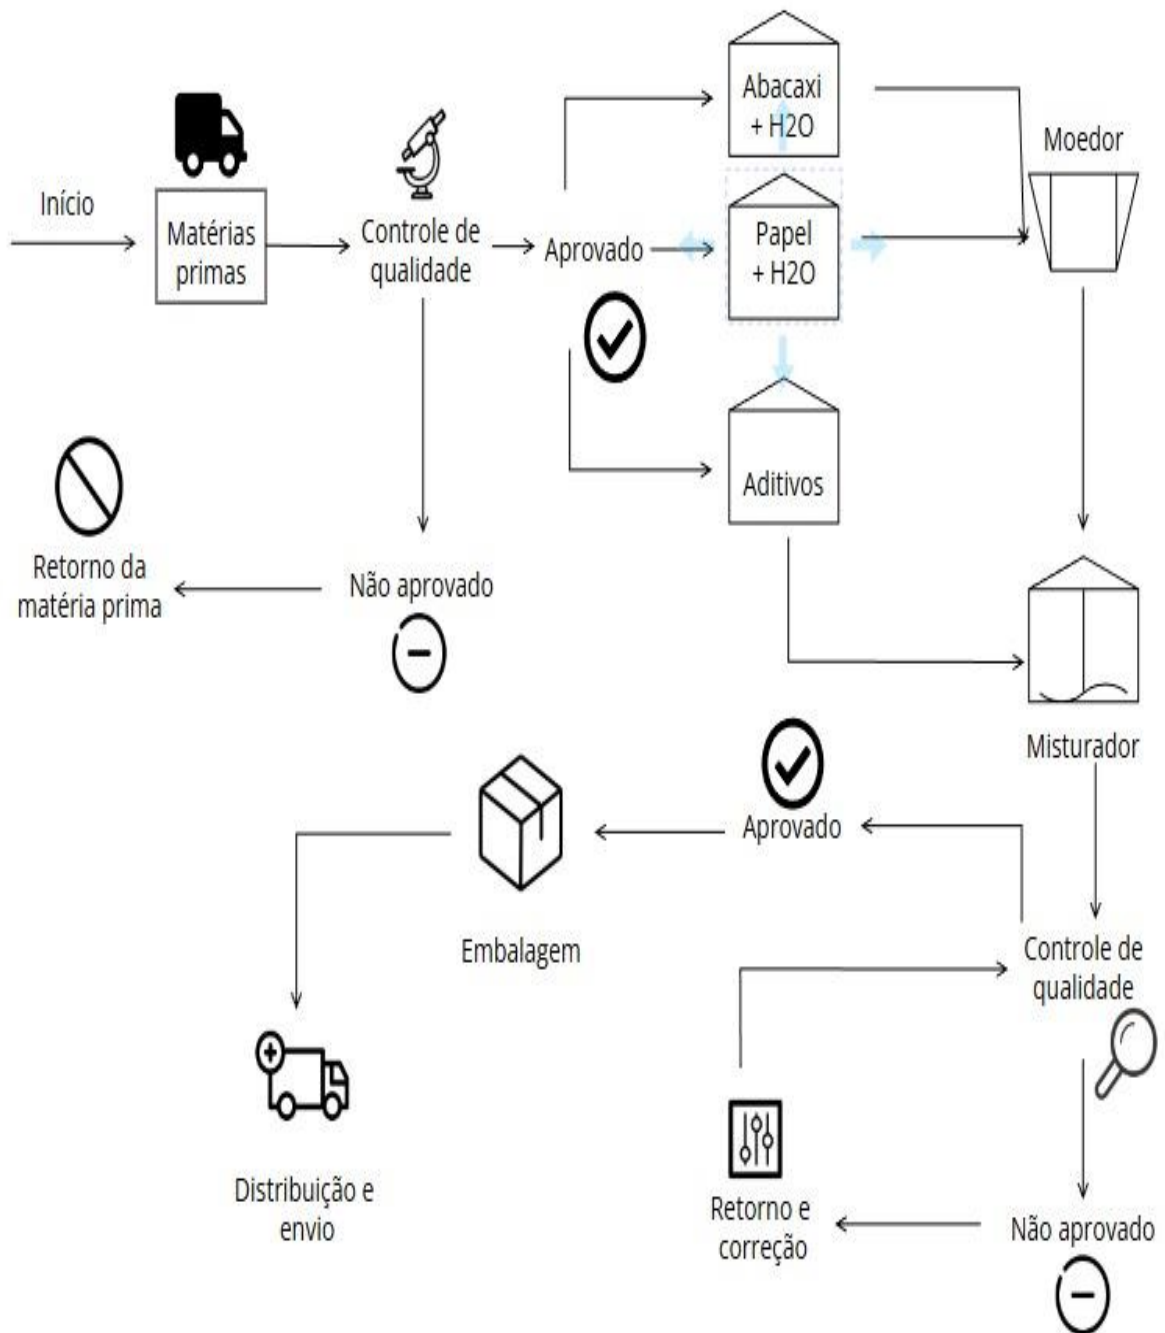 Início
Matérias
primas
Controle de
qualidade
Aprovado
Abacaxi
+ H2O
Papel
+ H2O
Aditivos
Moedor
Retorno da
matéria prima
Não aprovado
Misturador
Aprovado
Embalagem
Controle de
qualidade
Distribuição e
envio
Retorno e
correção
Não aprovado